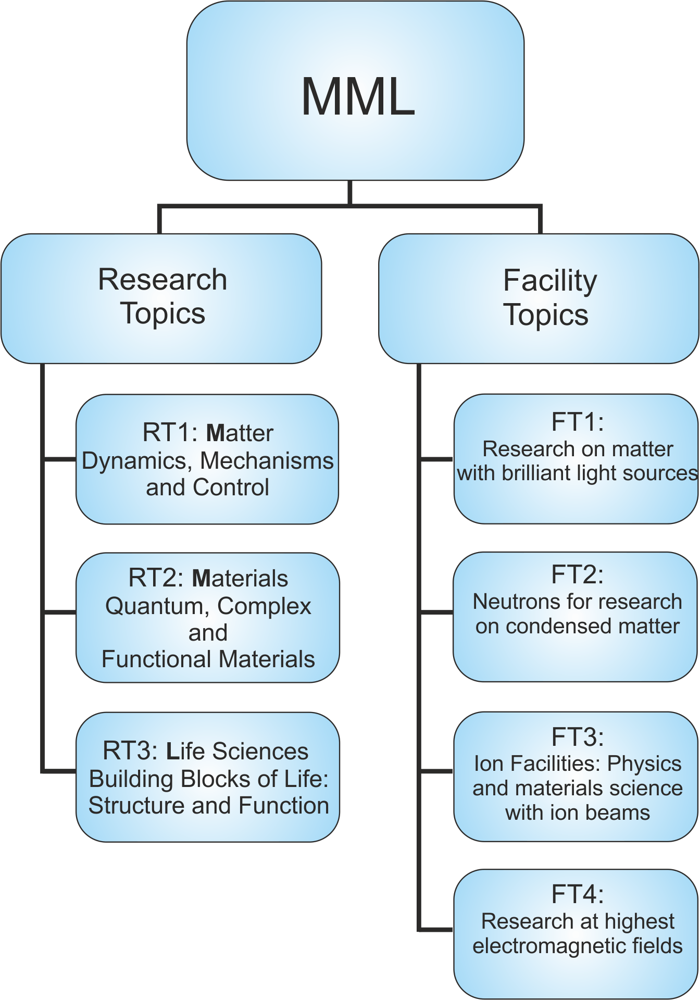 MML
Research
Topics
RT1: Matter
Dynamics, Mechanisms
and Control
RT2: Materials
Quantum, Complex
and
Functional Materials
RT3: Life Sciences
Building Blocks of Life:
Structure and Function
Facility
Topics
FT1:
Research on matter
with brilliant light sources
FT2:
Neutrons for research
on condensed matter
FT3:
Ion Facilities: Physics
and materials science
with ion beams
FT4:
Research at highest
electromagnetic fields